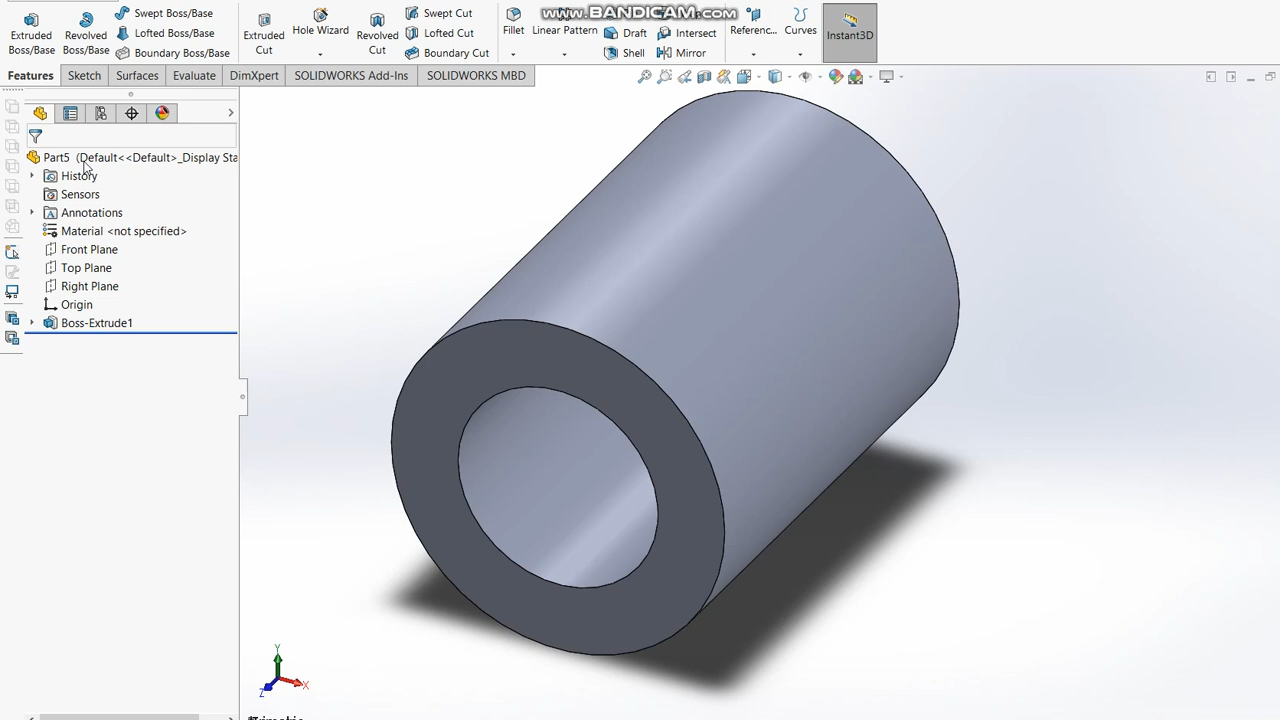 www.BANDICAM.com
Extruded Boss/Base
Revolved Boss/Base
Swept Boss/Base
Lofted Boss/Base
Boundary Boss/Base
Extruded Cut
Hole Wizard
Revolved Cut
Swept Cut
Lofted Cut
Boundary Cut
Fillet
Linear Pattern
Draft
Shell
Intersect
Mirror
Referenc...
Curves
Instant3D
Features Sketch Surfaces Evaluate DimXpert SOLIDWORKS Add-Ins SOLIDWORKS MBD
Part5 (Default<<Default>_Display Sta
History
Sensors
Annotations
Material <not specified>
Front Plane
Top Plane
Right Plane
Origin
Boss-Extrude1
Y
Z X